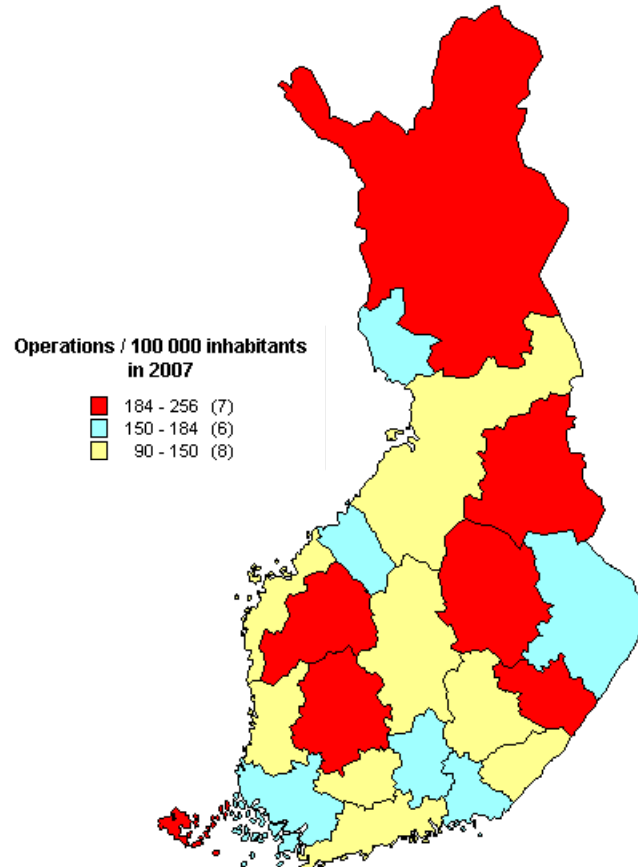 Operations / 100 000 inhabitants
in 2007
184 - 256 (7)
150 - 184 (6)
90 - 150 (8)